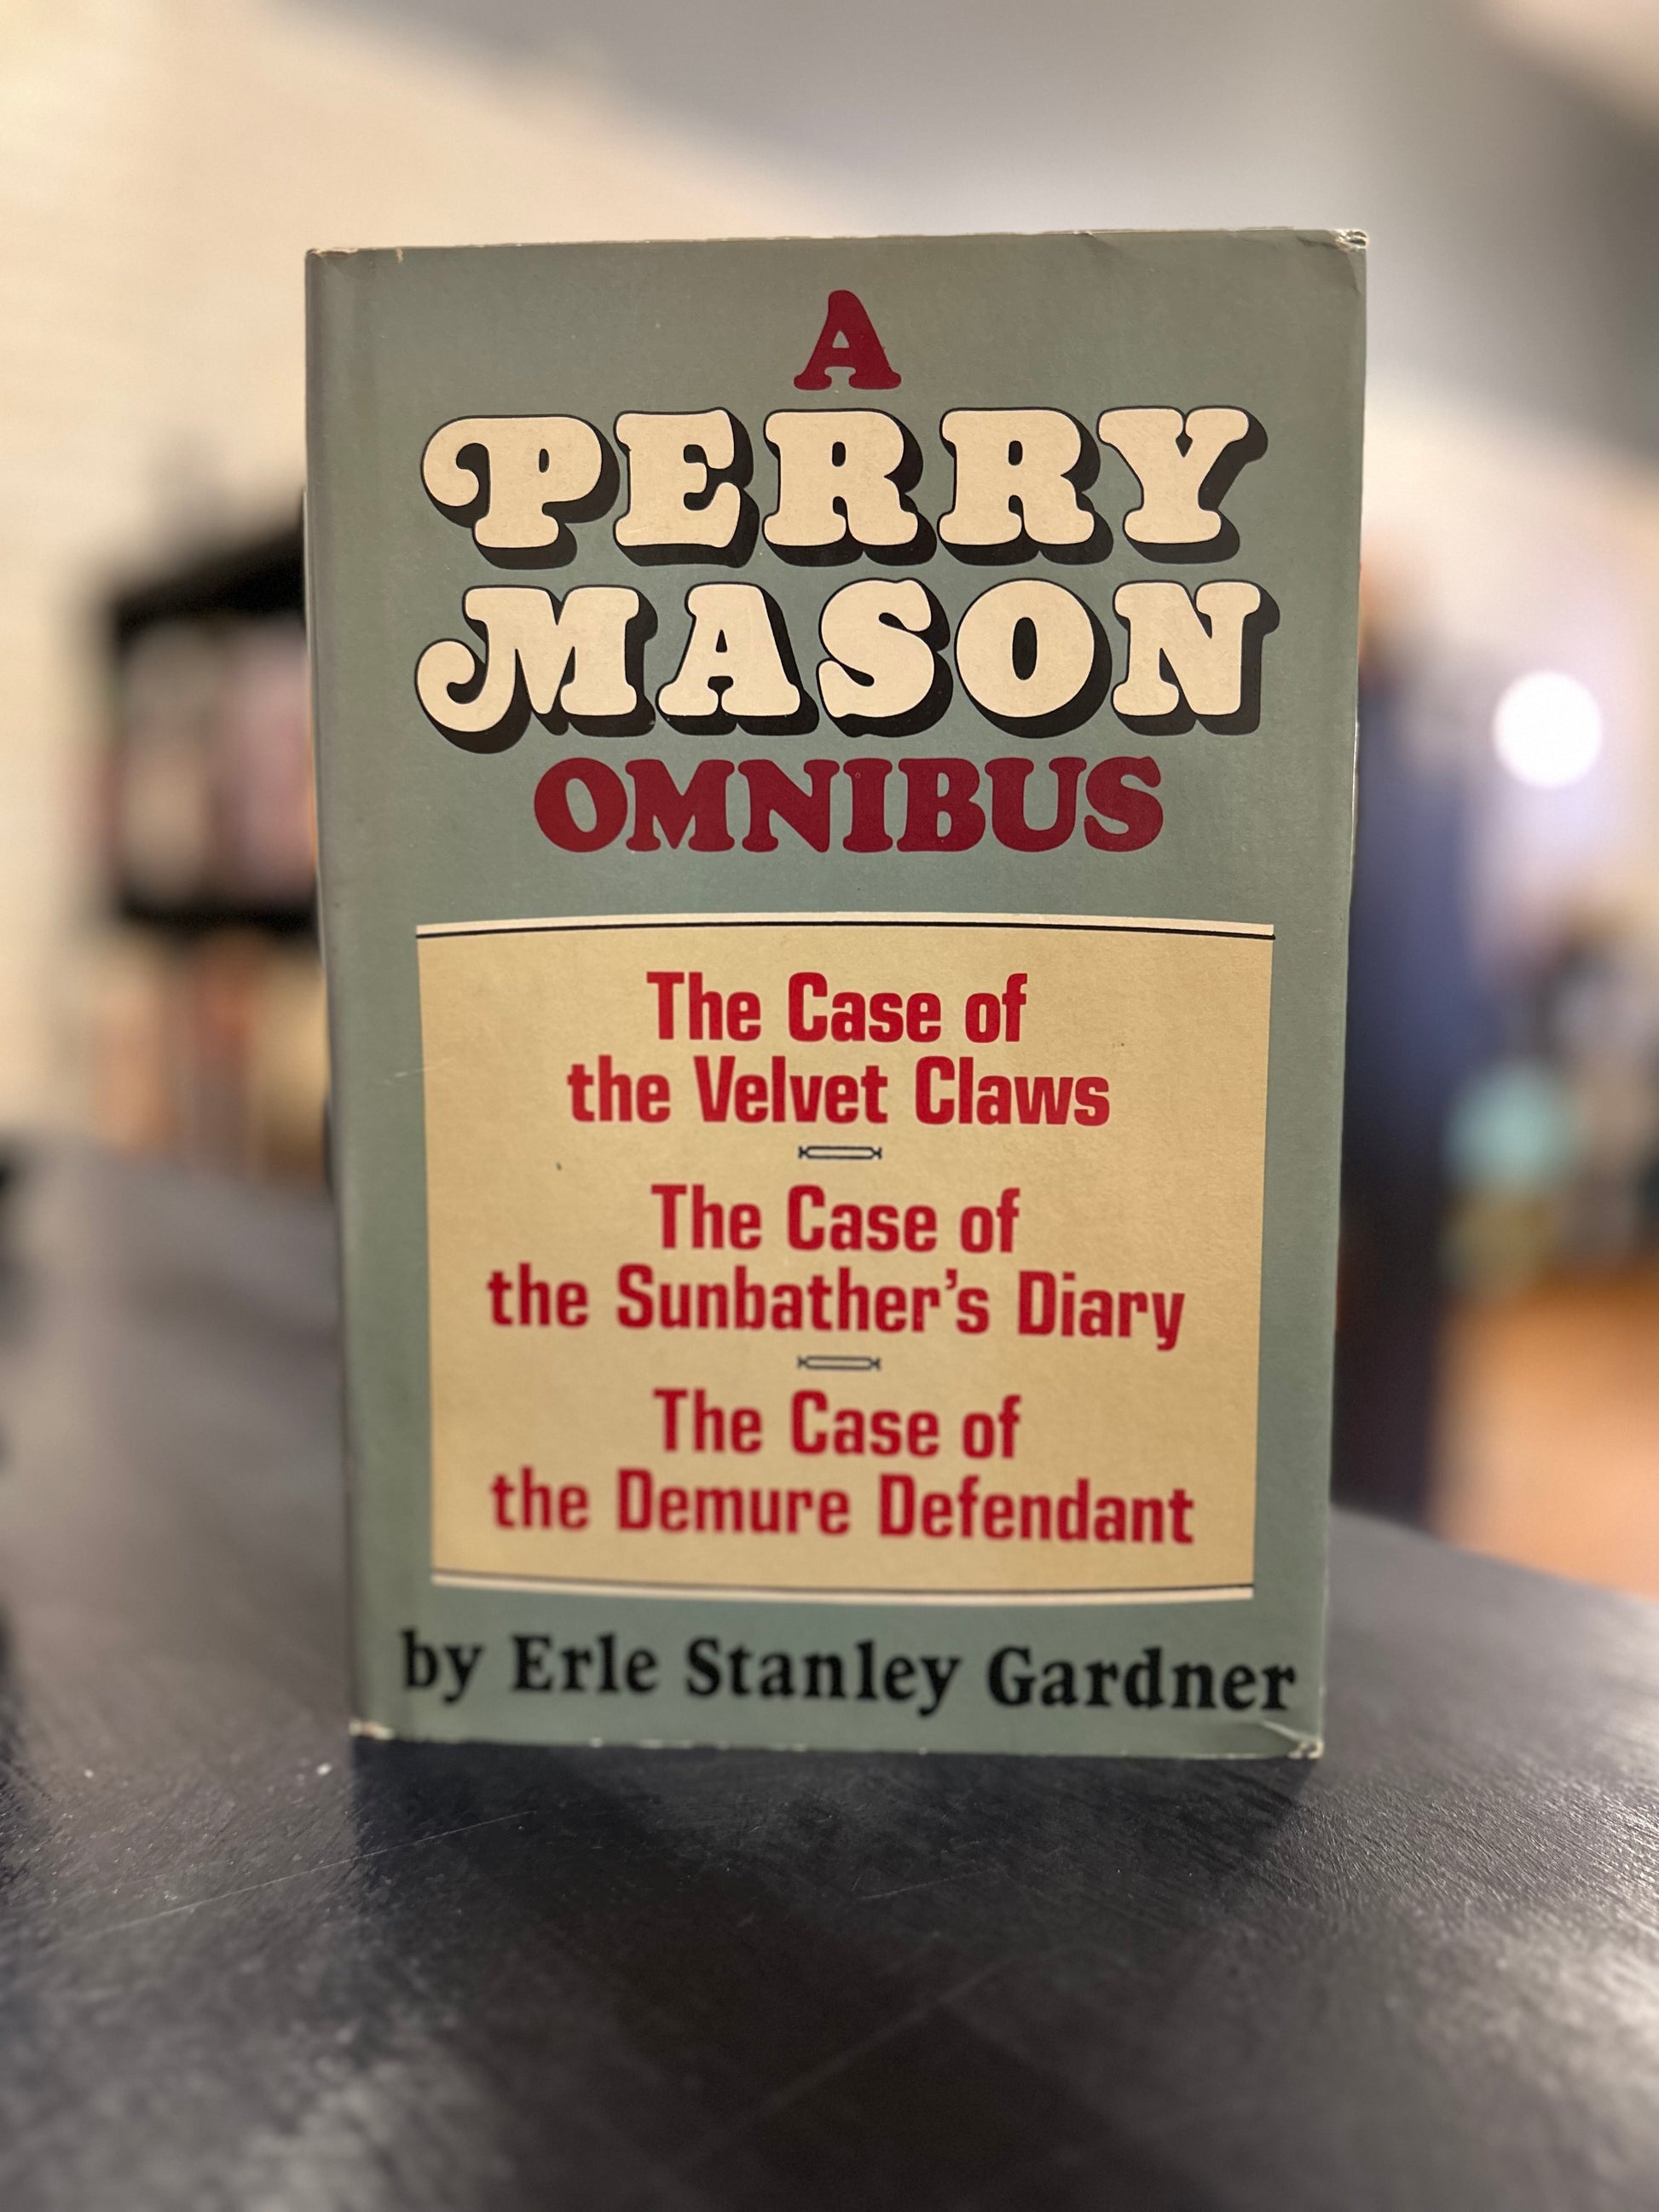 A
PERRY
MASON
OMNIBUS
The Case of
the Velvet Claws
The Case of
the Sunbather's Diary
The Case of
the Demure Defendant
by Erle Stanley Gardner